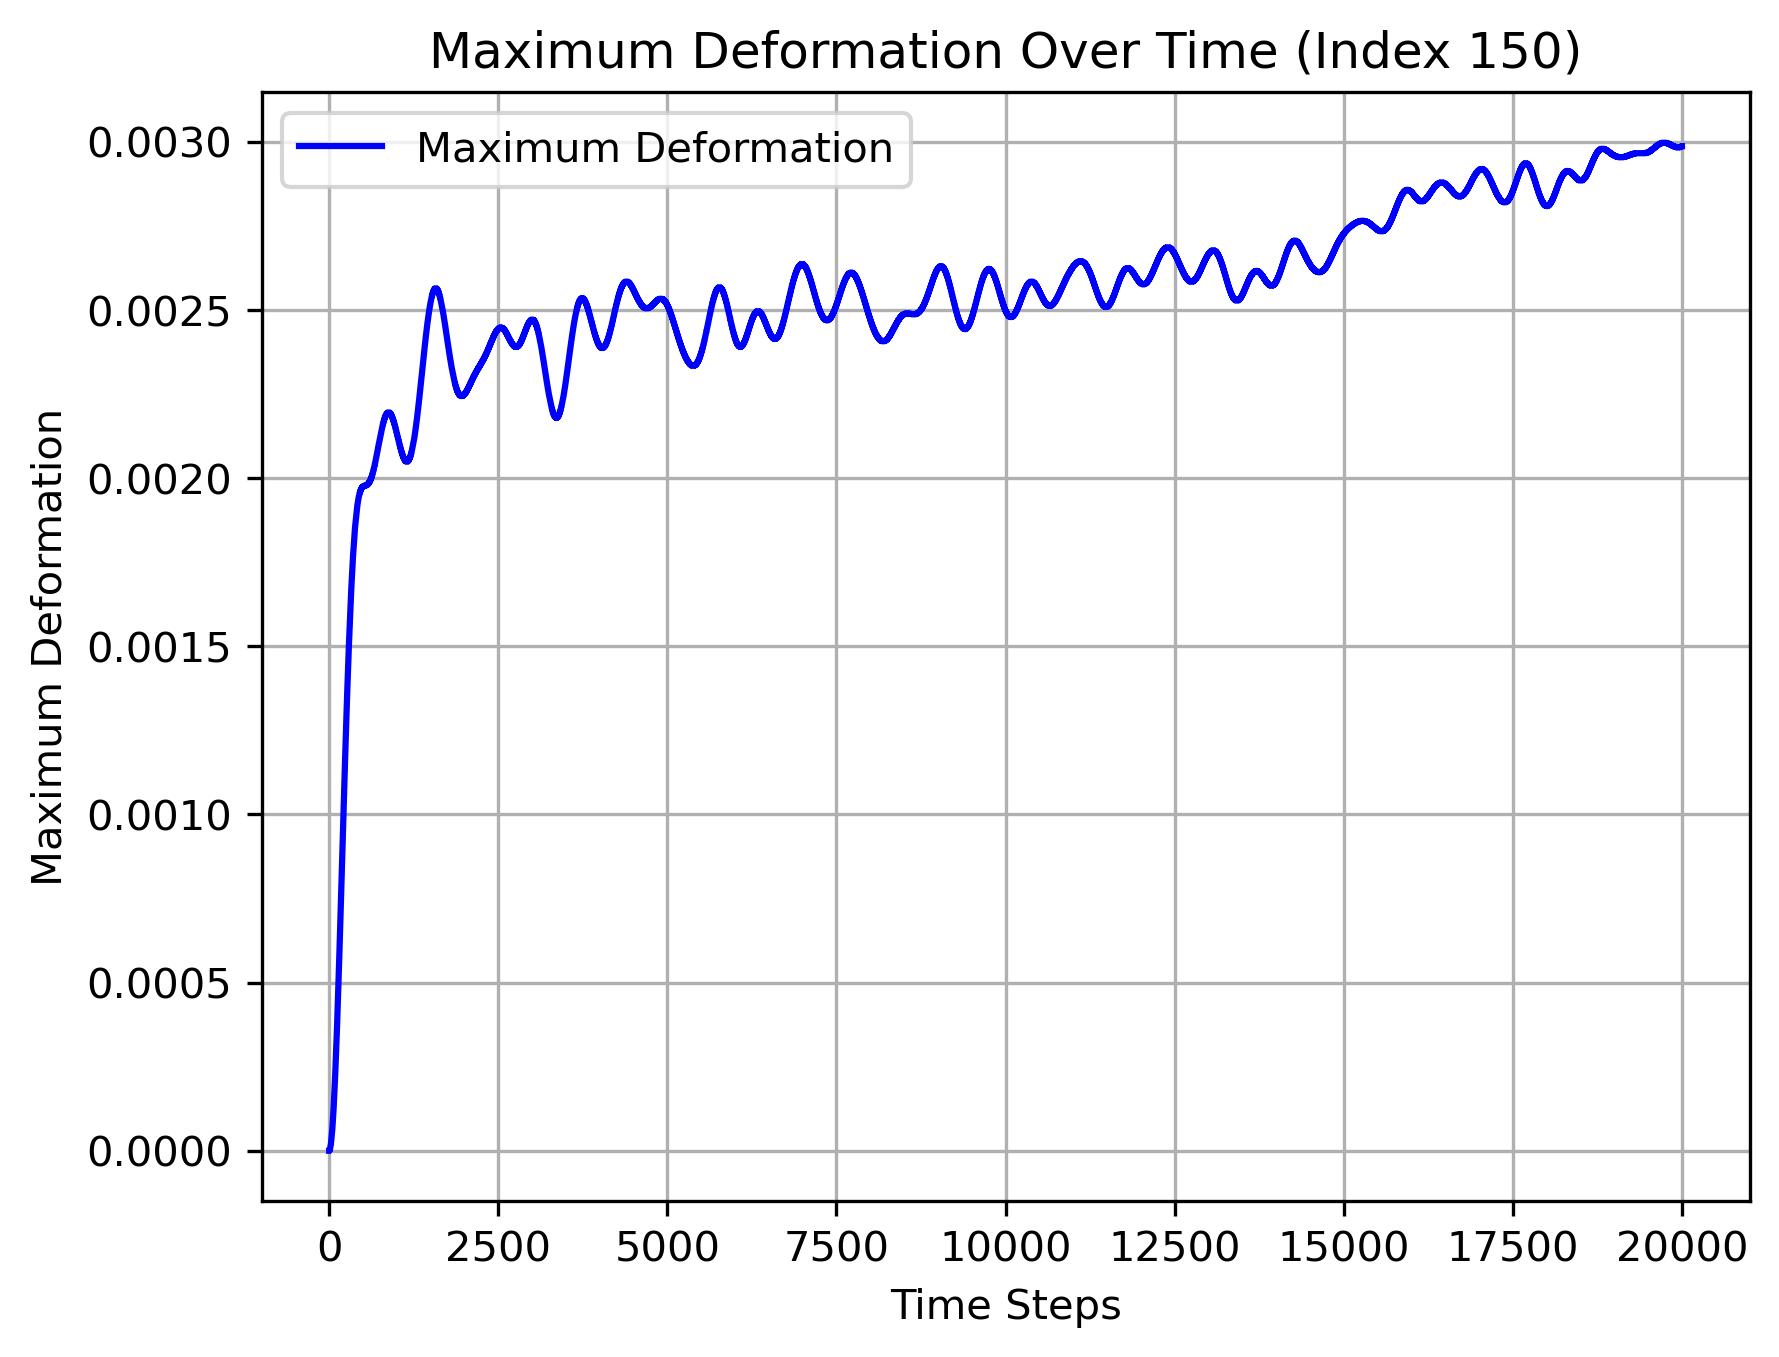 Maximum Deformation Over Time (Index 150)
Maximum Deformation
0.0030
0.0025
0.0020
0.0015
0.0010
0.0005
0.0000
Maximum Deformation
0 2500 5000 7500 10000 12500 15000 17500 20000
Time Steps